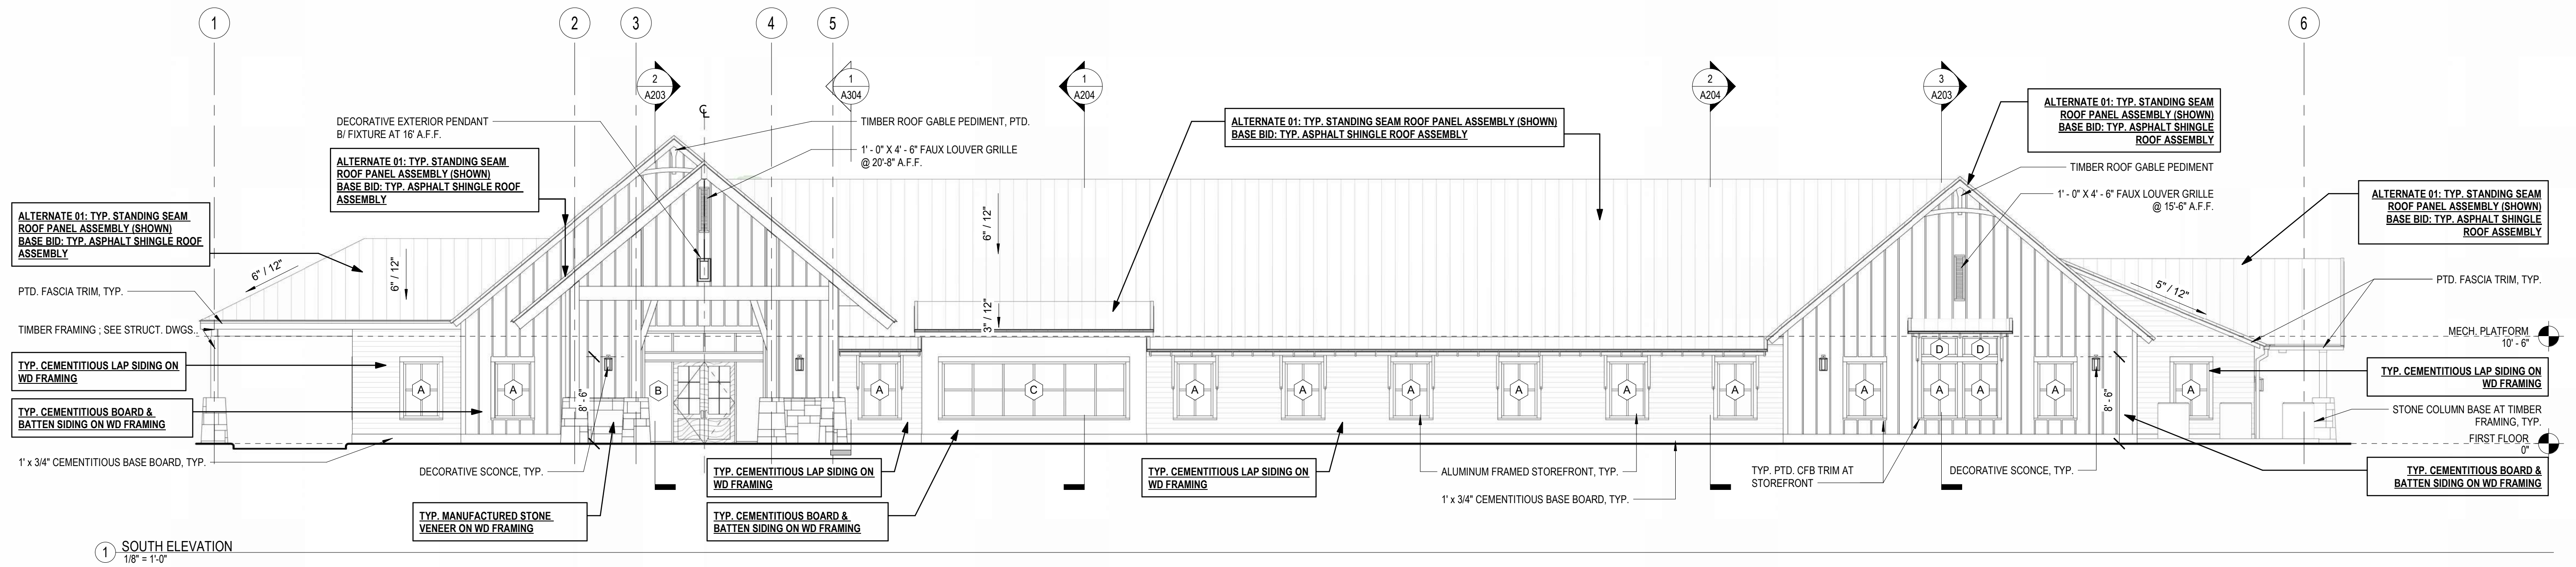 1
2
3
4
5
6
2
A203
1
A304
1
A204
2
A204
3
A203
DECORATIVE EXTERIOR PENDANT
B/ FIXTURE AT 16' A.F.F.
ALTERNATE 01: TYP. STANDING SEAM
ROOF PANEL ASSEMBLY (SHOWN)
BASE BID: TYP. ASPHALT SHINGLE ROOF
ASSEMBLY
TIMBER ROOF GABLE PEDIMENT, PTD.
1' - 0" X 4' - 6" FAUX LOUVER GRILLE
@ 20'-8" A.F.F.
ALTERNATE 01: TYP. STANDING SEAM ROOF PANEL ASSEMBLY (SHOWN)
BASE BID: TYP. ASPHALT SHINGLE ROOF ASSEMBLY
ALTERNATE 01: TYP. STANDING SEAM
ROOF PANEL ASSEMBLY (SHOWN)
BASE BID: TYP. ASPHALT SHINGLE
ROOF ASSEMBLY
TIMBER ROOF GABLE PEDIMENT
1' - 0" X 4' - 6" FAUX LOUVER GRILLE
@ 15'-6" A.F.F.
ALTERNATE 01: TYP. STANDING SEAM
ROOF PANEL ASSEMBLY (SHOWN)
BASE BID: TYP. ASPHALT SHINGLE
ROOF ASSEMBLY
ALTERNATE 01: TYP. STANDING SEAM
ROOF PANEL ASSEMBLY (SHOWN)
BASE BID: TYP. ASPHALT SHINGLE ROOF
ASSEMBLY
6" / 12"
6" / 12"
6" / 12"
3" / 12"
5" / 12"
PTD. FASCIA TRIM, TYP.
PTD. FASCIA TRIM, TYP.
TIMBER FRAMING ; SEE STRUCT. DWGS.
MECH. PLATFORM
10' - 6"
TYP. CEMENTITIOUS LAP SIDING ON
WD FRAMING
TYP. CEMENTITIOUS LAP SIDING ON
WD FRAMING
A
A
B
A
C
A
A
A
A
A
A
A
D
D
A
A
A
A
8' - 6"
8' - 6"
TYP. CEMENTITIOUS BOARD &
BATTEN SIDING ON WD FRAMING
STONE COLUMN BASE AT TIMBER
FRAMING, TYP.
FIRST FLOOR
0"
1' x 3/4" CEMENTITIOUS BASE BOARD, TYP.
DECORATIVE SCONCE, TYP.
TYP. CEMENTITIOUS LAP SIDING ON
WD FRAMING
TYP. CEMENTITIOUS LAP SIDING ON
WD FRAMING
ALUMINUM FRAMED STOREFRONT, TYP.
1' x 3/4" CEMENTITIOUS BASE BOARD, TYP.
TYP. PTD. CFB TRIM AT
STOREFRONT
DECORATIVE SCONCE, TYP.
TYP. CEMENTITIOUS BOARD &
BATTEN SIDING ON WD FRAMING
TYP. MANUFACTURED STONE
VENEER ON WD FRAMING
TYP. CEMENTITIOUS BOARD &
BATTEN SIDING ON WD FRAMING
1
SOUTH ELEVATION
1/8" = 1'-0"